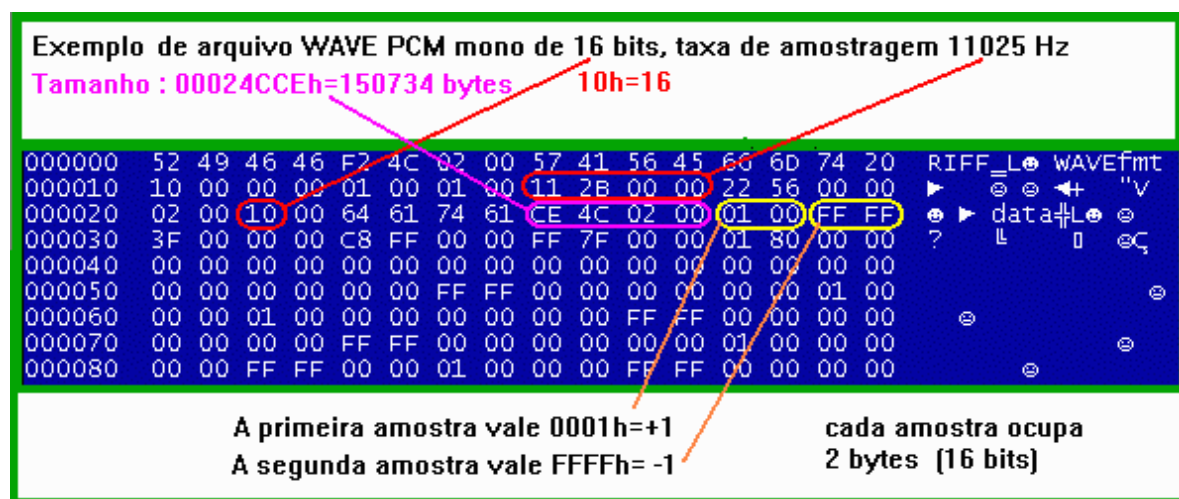 Exemplo de arquivo WAVE PCM mono de 16 bits, taxa de amostragem 11025 Hz
Tamanho : 00024CCEh=150734 bytes 10h=16
000000 52 49 46 46 F2 4C 02 00 57 41 56 45 66 6D 74 20 RIFF_L☻ WAVEfmt
000010 10 00 00 00 01 00 01 00 11 2B 00 00 22 56 00 00 ► ☺ ☺ ◄+ "V
000020 02 00 10 00 64 61 74 61 CE 4C 02 00 01 00 FF FF ☻ ► data╬L☻ ☺
000030 3F 00 00 00 C8 FF 00 00 FF 7F 00 00 01 80 00 00 ? ╚ ▯ ☺Ç
000040 00 00 00 00 00 00 00 00 00 00 00 00 00 00 00 00
000050 00 00 00 00 00 00 FF FF 00 00 00 00 00 00 01 00 ☺
000060 00 00 01 00 00 00 00 00 00 00 FF FF 00 00 00 00 ☺
000070 00 00 00 00 FF FF 00 00 00 00 00 00 01 00 00 00 ☺
000080 00 00 FF FF 00 00 01 00 00 00 FF FF 00 00 00 00 ☺
A primeira amostra vale 0001h=+1
A segunda amostra vale FFFFh= -1
cada amostra ocupa
2 bytes (16 bits)